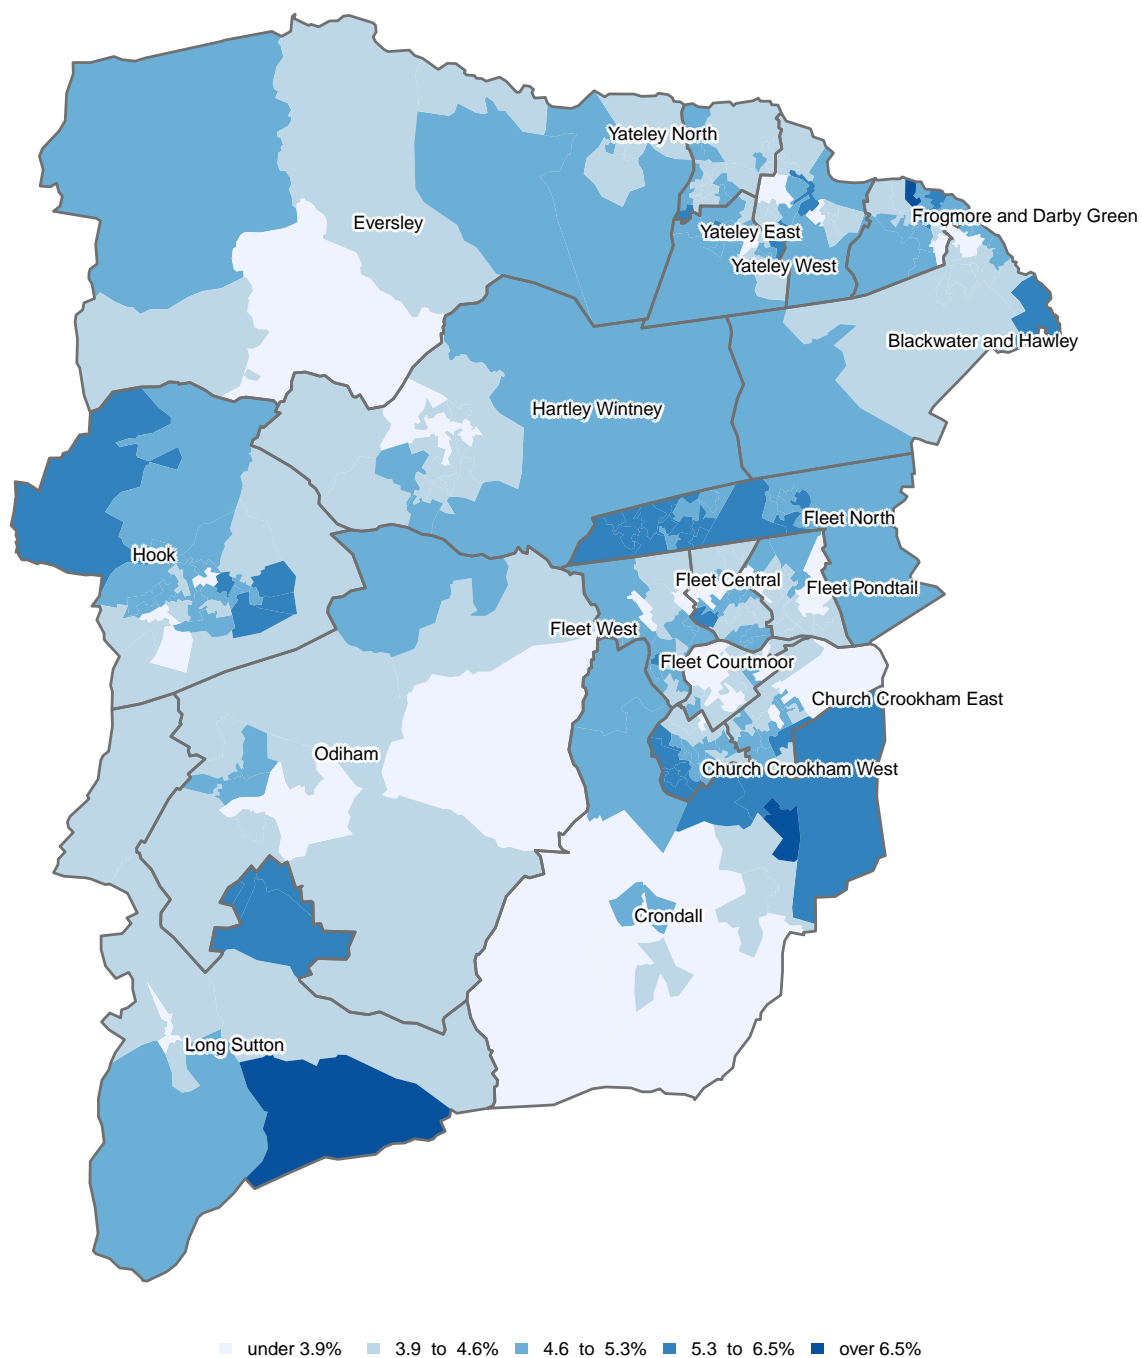 Yateley North
Frogmore and Darby Green
Eversley
Yateley East
Yateley West
Blackwater and Hawley
Hartley Wintney
Fleet North
Hook
Fleet Central
Fleet Pondtail
Fleet West
Fleet Courtmoor
Church Crookham East
Odiham
Church Crookham West
Crondall
Long Sutton
under 3.9% 3.9 to 4.6% 4.6 to 5.3% 5.3 to 6.5% over 6.5%